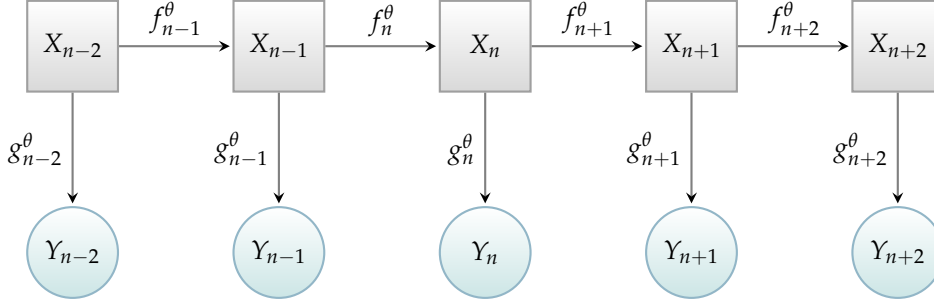 f^θ_{n−1} f^θ_n f^θ_{n+1} f^θ_{n+2}
X_{n−2} X_{n−1} X_n X_{n+1} X_{n+2}
g^θ_{n−2} g^θ_{n−1} g^θ_n g^θ_{n+1} g^θ_{n+2}
Y_{n−2} Y_{n−1} Y_n Y_{n+1} Y_{n+2}